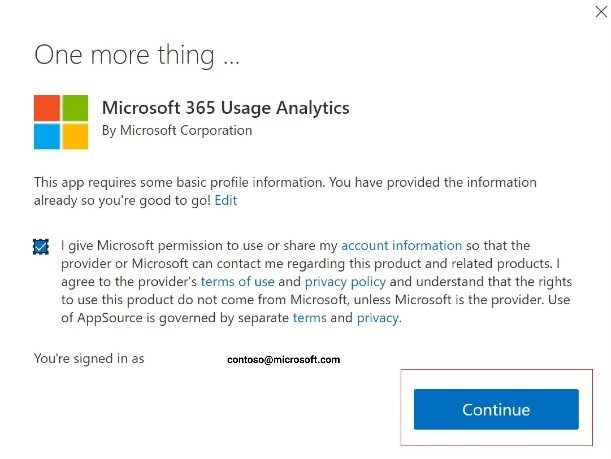 One more thing ...
Microsoft 365 Usage Analytics
By Microsoft Corporation
This app requires some basic profile information. You have provided the information
already so you're good to go! Edit
I give Microsoft permission to use or share my account information so that the
provider or Microsoft can contact me regarding this product and related products. I
agree to the provider's terms of use and privacy policy and understand that the rights
to use this product do not come from Microsoft, unless Microsoft is the provider. Use
of AppSource is governed by separate terms and privacy.
You're signed in as contoso@microsoft.com
Continue